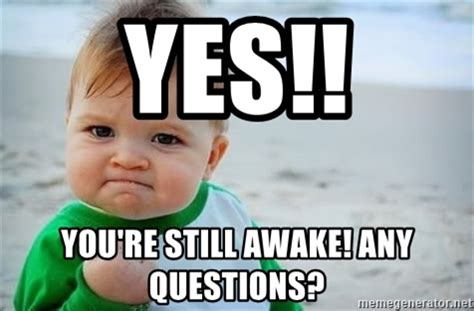 YES!!
YOU'RE STILL AWAKE! ANY
QUESTIONS?
memegenerator.net